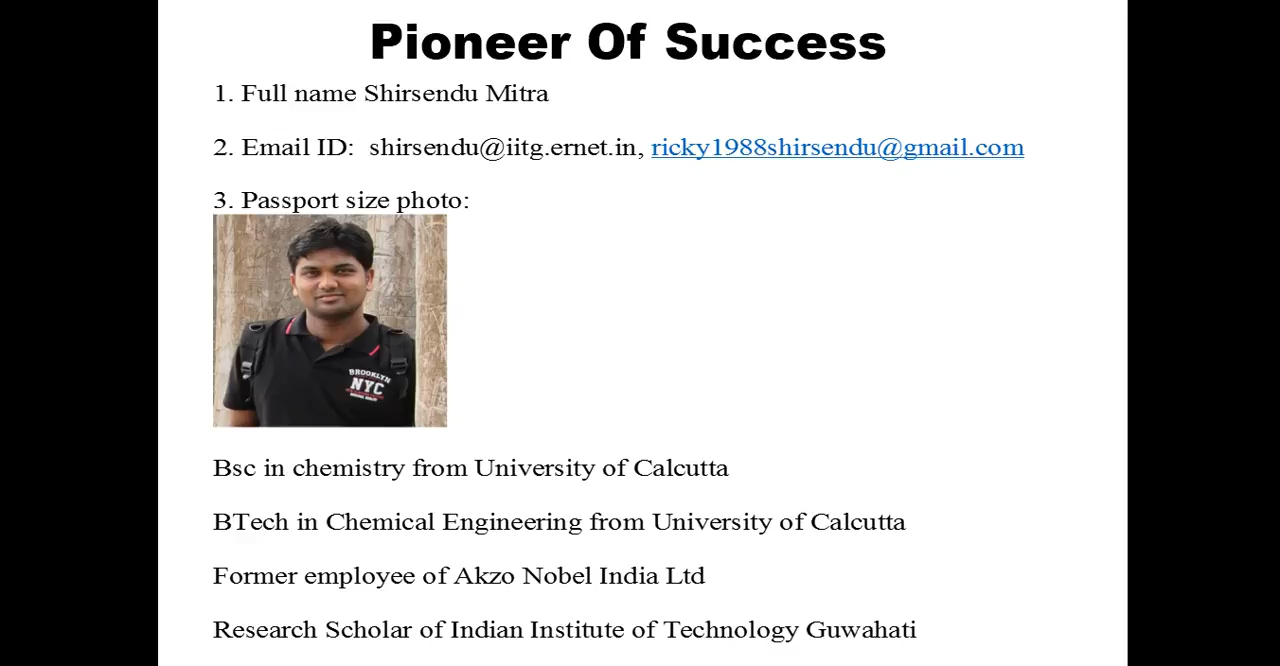 Pioneer Of Success
1. Full name Shirsendu Mitra
2. Email ID: shirsendu@iitg.ernet.in, ricky1988shirsendu@gmail.com
3. Passport size photo:
BROOKLYN
NYC
Bsc in chemistry from University of Calcutta
BTech in Chemical Engineering from University of Calcutta
Former employee of Akzo Nobel India Ltd
Research Scholar of Indian Institute of Technology Guwahati